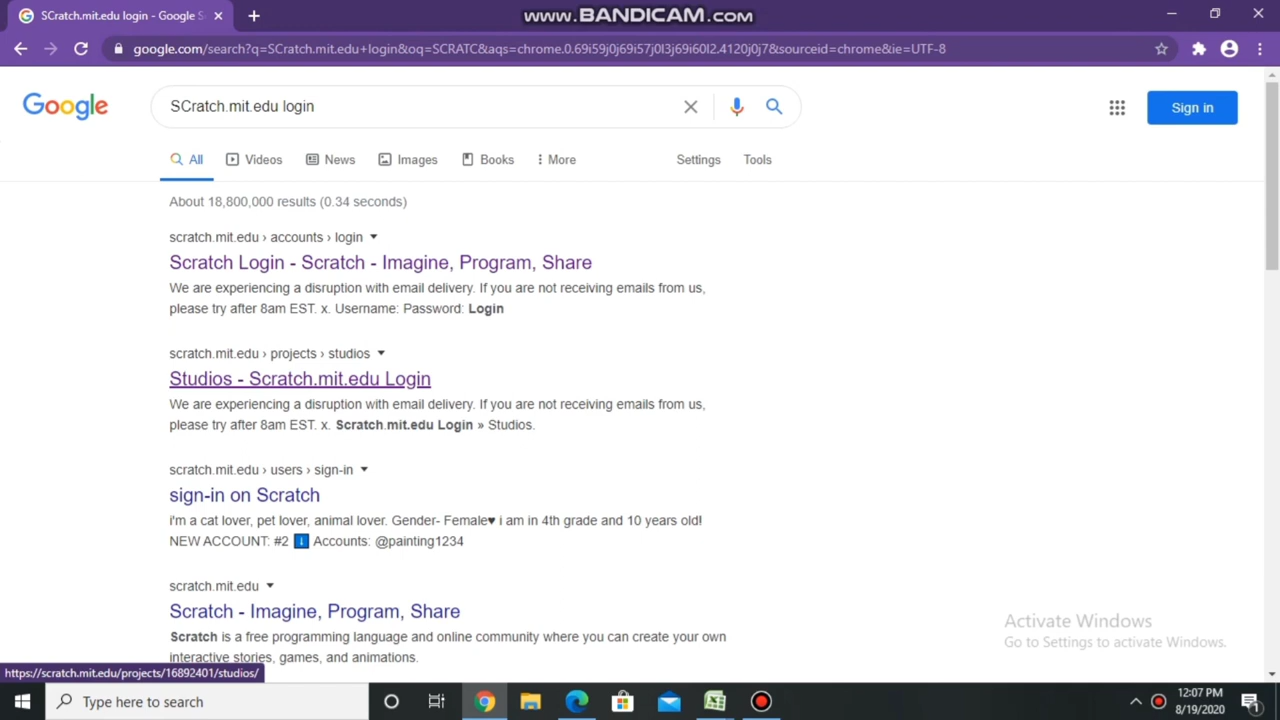 SCratch.mit.edu login - Google S
www.BANDICAM.com
google.com/search?q=SCratch.mit.edu+login&oq=SCRATC&aqs=chrome.0.69i59j0j69i57j0l3j69i60l2.4120j0j7&sourceid=chrome&ie=UTF-8
Google
SCratch.mit.edu login
Sign in
All
Videos
News
Images
Books
More
Settings
Tools
About 18,800,000 results (0.34 seconds)
scratch.mit.edu › accounts › login
Scratch Login - Scratch - Imagine, Program, Share
We are experiencing a disruption with email delivery. If you are not receiving emails from us,
please try after 8am EST. x. Username: Password: Login
scratch.mit.edu › projects › studios
Studios - Scratch.mit.edu Login
We are experiencing a disruption with email delivery. If you are not receiving emails from us,
please try after 8am EST. x. Scratch.mit.edu Login » Studios.
scratch.mit.edu › users › sign-in
sign-in on Scratch
i'm a cat lover, pet lover, animal lover. Gender- Female♥ i am in 4th grade and 10 years old!
NEW ACCOUNT: #2 ⬇ Accounts: @painting1234
scratch.mit.edu
Scratch - Imagine, Program, Share
Scratch is a free programming language and online community where you can create your own
interactive stories, games, and animations.
Activate Windows
Go to Settings to activate Windows.
https://scratch.mit.edu/projects/16892401/studios/
Type here to search
12:07 PM
8/19/2020
1